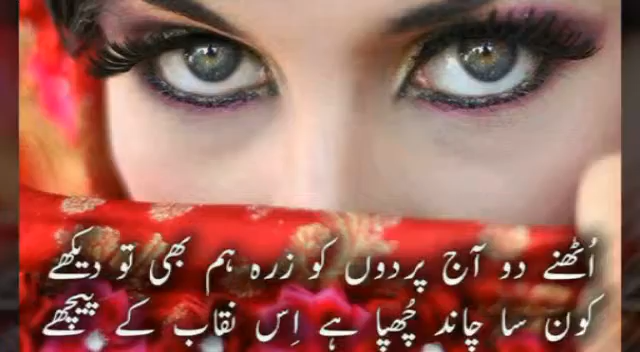 اُٹھنے دو آج پردوں کو زرہ ہم بھی تو دیکھے
کون سا چاند چُھپا ہے اِس نقاب کے پیچھے